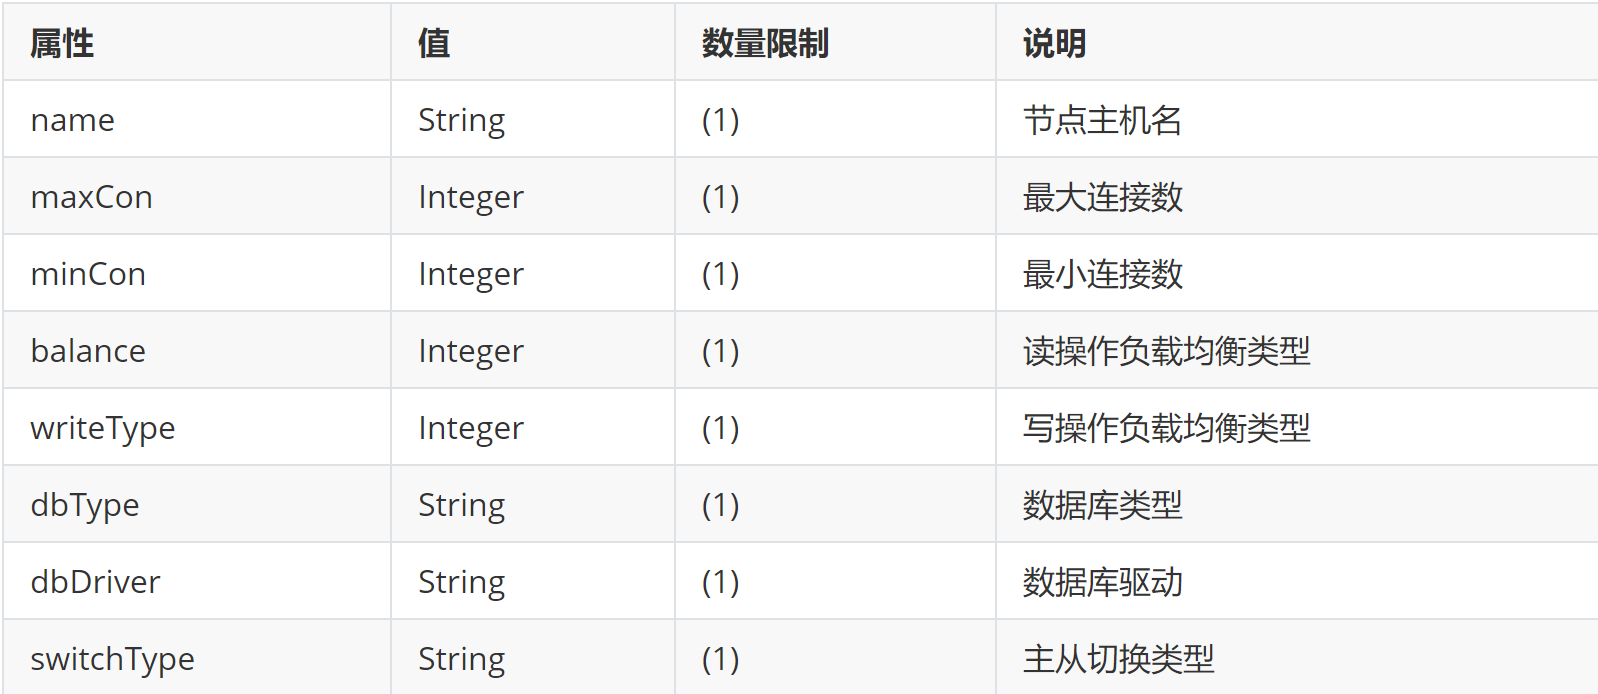 属性 值 数量限制 说明
name String (1) 节点主机名
maxCon Integer (1) 最大连接数
minCon Integer (1) 最小连接数
balance Integer (1) 读操作负载均衡类型
writeType Integer (1) 写操作负载均衡类型
dbType String (1) 数据库类型
dbDriver String (1) 数据库驱动
switchType String (1) 主从切换类型